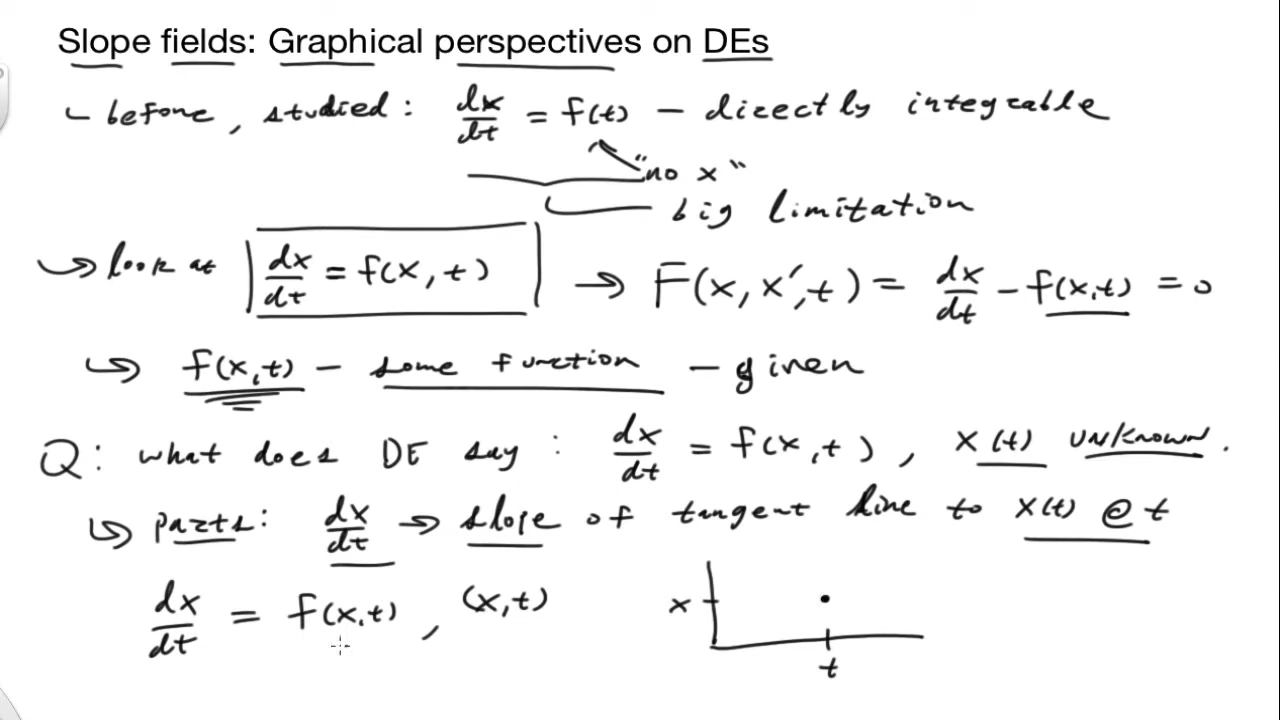 Slope fields: Graphical perspectives on DEs
before, studied: dx/dt = f(t) – directly integrable
"no x"
big limitation
look at dx/dt = f(x,t) → F(x,x',t) = dx/dt – f(x,t) = 0
f(x,t) – some function – given
Q: what does DE say: dx/dt = f(x,t), x(t) unknown.
parts: dx/dt → slope of tangent line to x(t) @ t
dx/dt = f(x,t), (x,t)
x
t